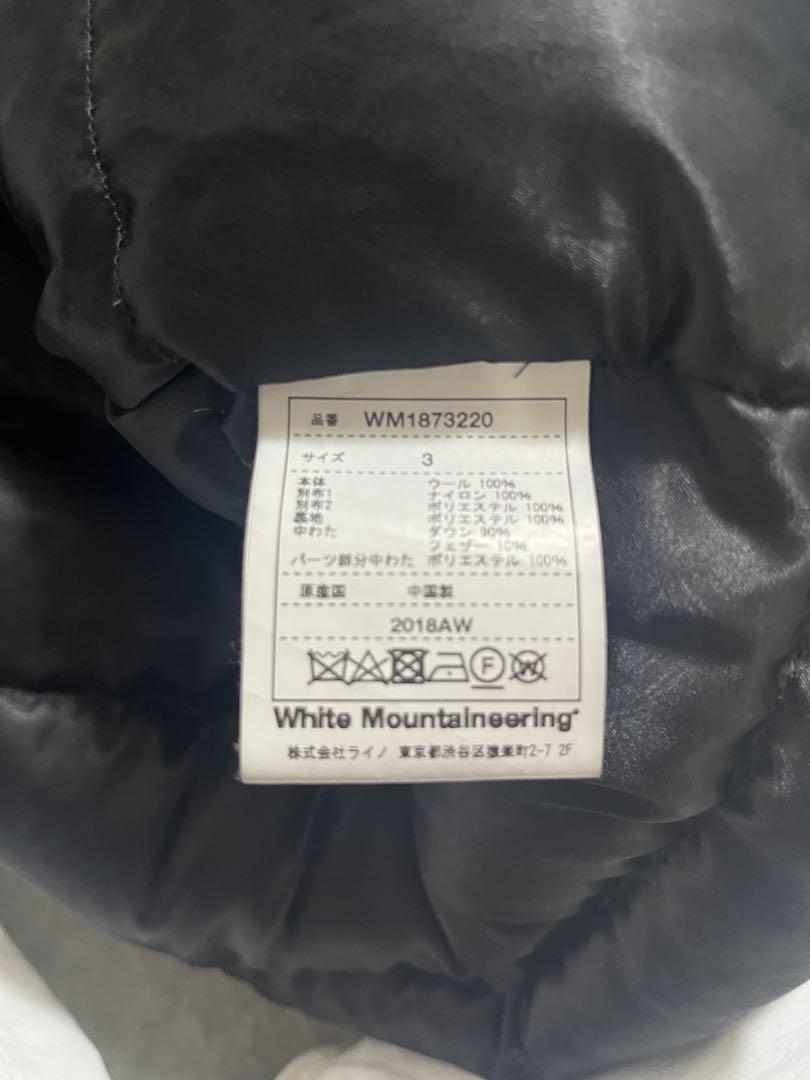 品番 WM1873220
サイズ 3
本体 ウール 100%
別布1 ナイロン 100%
別布2 ポリエステル 100%
裏地 ポリエステル 100%
中わた ダウン 90%
フェザー 10%
パーツ部分中わた ポリエステル 100%
原産国 中国製
2018AW
F W
White Mountaineering®
株式会社ライノ 東京都渋谷区猿楽町2-7 2F